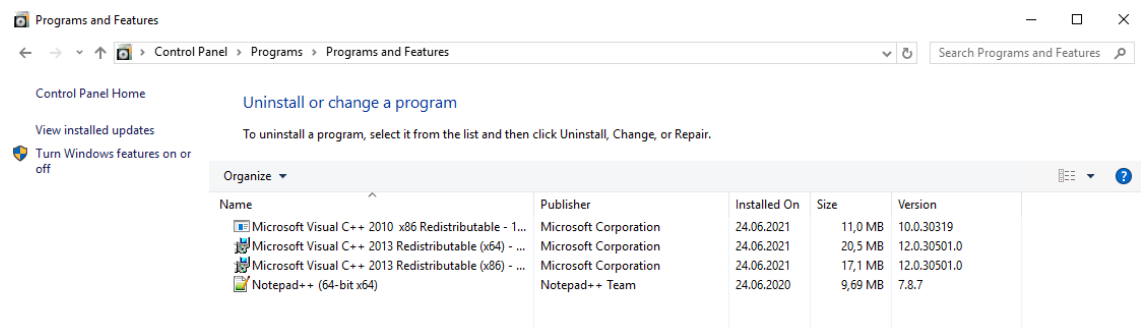 Programs and Features
Control Panel > Programs > Programs and Features
Search Programs and Features
Control Panel Home
View installed updates
Turn Windows features on or off
Uninstall or change a program
To uninstall a program, select it from the list and then click Uninstall, Change, or Repair.
Organize
Name Publisher Installed On Size Version
Microsoft Visual C++ 2010 x86 Redistributable - 1... Microsoft Corporation 24.06.2021 11,0 MB 10.0.30319
Microsoft Visual C++ 2013 Redistributable (x64) - ... Microsoft Corporation 24.06.2021 20,5 MB 12.0.30501.0
Microsoft Visual C++ 2013 Redistributable (x86) - ... Microsoft Corporation 24.06.2021 17,1 MB 12.0.30501.0
Notepad++ (64-bit x64) Notepad++ Team 24.06.2020 9,69 MB 7.8.7